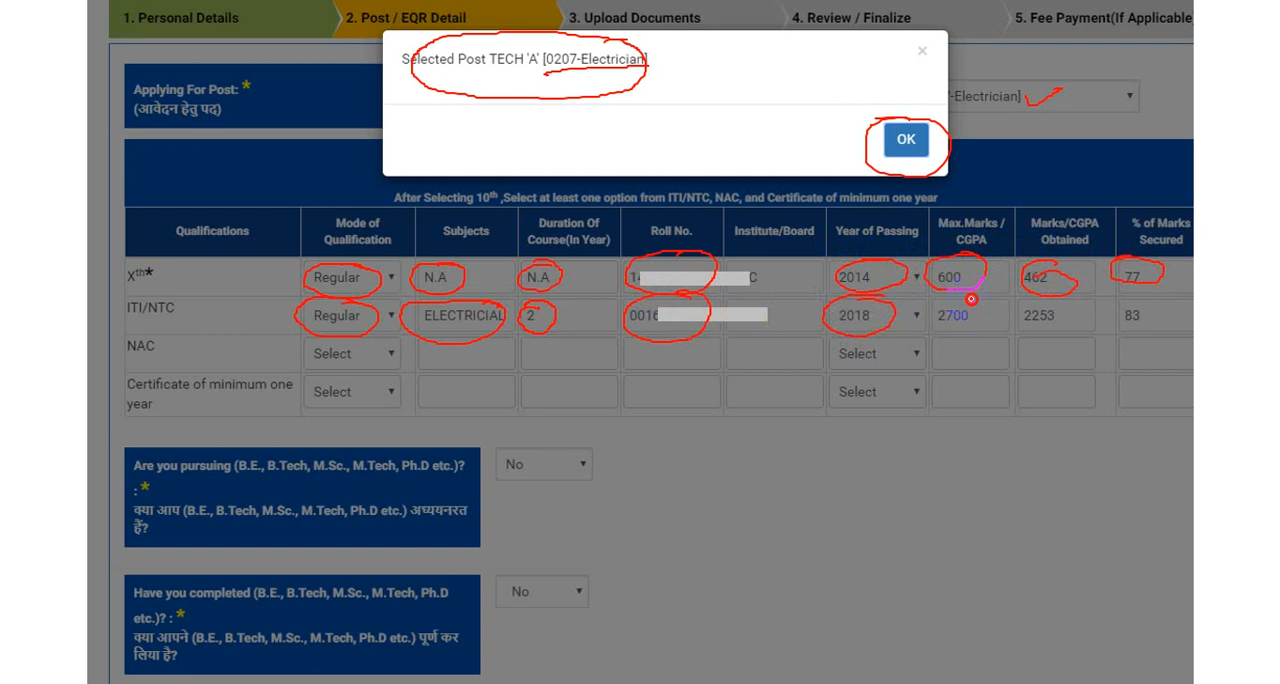 1. Personal Details
2. Post / EQR Detail
3. Upload Documents
4. Review / Finalize
5. Fee Payment(If Applicable
Selected Post TECH 'A' [0207-Electrician]
×
OK
Applying For Post: *
(आवेदन हेतु पद)
-Electrician]
After Selecting 10th ,Select at least one option from ITI/NTC, NAC, and Certificate of minimum one year
Qualifications
Mode of
Qualification
Subjects
Duration Of
Course(In Year)
Roll No.
Institute/Board
Year of Passing
Max.Marks /
CGPA
Marks/CGPA
Obtained
% of Marks
Secured
Xth* Regular N.A N.A 1 C 2014 600 462 77
ITI/NTC Regular ELECTRICIAL 2 0016 2018 2700 2253 83
NAC Select Select
Certificate of minimum one
year
Select Select
Are you pursuing (B.E., B.Tech, M.Sc., M.Tech, Ph.D etc.)?
: *
क्या आप (B.E., B.Tech, M.Sc., M.Tech, Ph.D etc.) अध्ययनरत
हैं?
No
Have you completed (B.E., B.Tech, M.Sc., M.Tech, Ph.D
etc.)? : *
क्या आपने (B.E., B.Tech, M.Sc., M.Tech, Ph.D etc.) पूर्ण कर
लिया है?
No